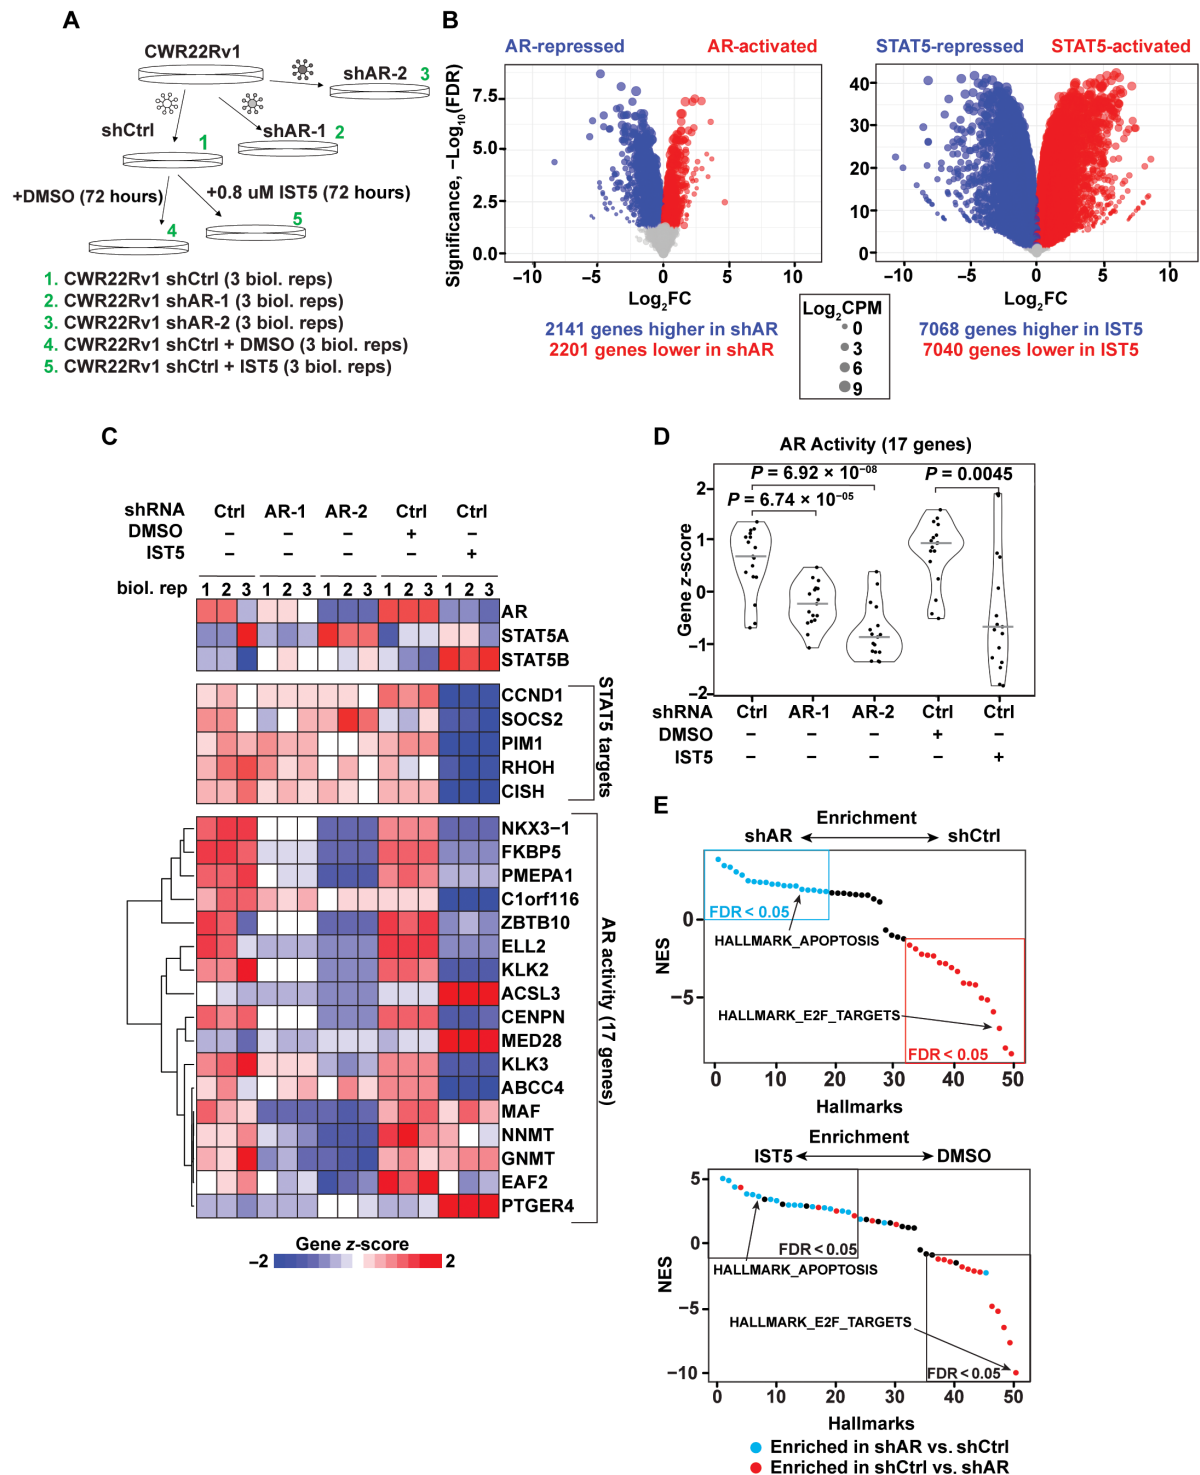 A
CWR22Rv1
shAR-2 3
shCtrl
1
shAR-1 2
+DMSO (72 hours)
+0.8 uM IST5 (72 hours)
4
5
1. CWR22Rv1 shCtrl (3 biol. reps)
2. CWR22Rv1 shAR-1 (3 biol. reps)
3. CWR22Rv1 shAR-2 (3 biol. reps)
4. CWR22Rv1 shCtrl + DMSO (3 biol. reps)
5. CWR22Rv1 shCtrl + IST5 (3 biol. reps)
B
AR-repressed AR-activated
Significance, −Log10(FDR)
7.5
5.0
2.5
0.0
−10 −5 0 5 10
Log2FC
2141 genes higher in shAR
2201 genes lower in shAR
STAT5-repressed STAT5-activated
40
30
20
10
0
−10 −5 0 5 10
Log2FC
7068 genes higher in IST5
7040 genes lower in IST5
Log2CPM
0
3
6
9
C
shRNA Ctrl AR-1 AR-2 Ctrl Ctrl
DMSO − − − + −
IST5 − − − − +
biol. rep 1 2 3 1 2 3 1 2 3 1 2 3 1 2 3
AR
STAT5A
STAT5B
CCND1
SOCS2
PIM1
RHOH
CISH
STAT5 targets
NKX3−1
FKBP5
PMEPA1
C1orf116
ZBTB10
ELL2
KLK2
ACSL3
CENPN
MED28
KLK3
ABCC4
MAF
NNMT
GNMT
EAF2
PTGER4
AR activity (17 genes)
Gene z-score
−2 2
D
AR Activity (17 genes)
P = 6.92 × 10−08
P = 0.0045
P = 6.74 × 10−05
Gene z-score
2
1
0
−1
−2
shRNA Ctrl AR-1 AR-2 Ctrl Ctrl
DMSO − − − + −
IST5 − − − − +
E
Enrichment
shAR shCtrl
NES
0
−5
FDR < 0.05
HALLMARK_APOPTOSIS
HALLMARK_E2F_TARGETS
FDR < 0.05
0 10 20 30 40 50
Hallmarks
Enrichment
IST5 DMSO
NES
5
0
−5
−10
FDR < 0.05
HALLMARK_APOPTOSIS
HALLMARK_E2F_TARGETS
FDR < 0.05
0 10 20 30 40 50
Hallmarks
Enriched in shAR vs. shCtrl
Enriched in shCtrl vs. shAR